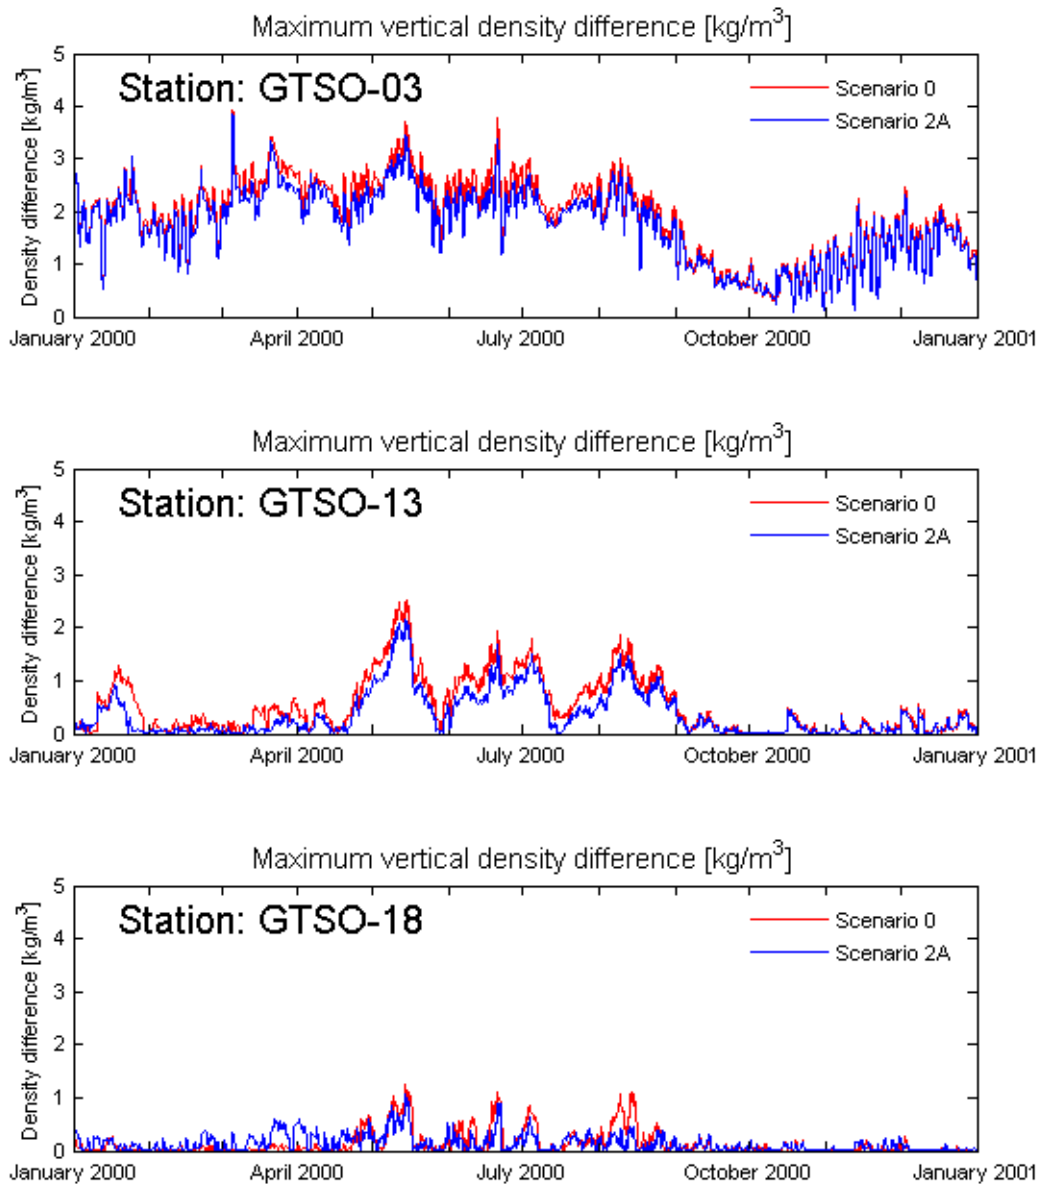 Maximum vertical density difference [kg/m³]
Station: GTSO-03
Scenario 0
Scenario 2A
Density difference [kg/m³]
5
4
3
2
1
0
January 2000 April 2000 July 2000 October 2000 January 2001
Maximum vertical density difference [kg/m³]
Station: GTSO-13
Scenario 0
Scenario 2A
Density difference [kg/m³]
5
4
3
2
1
0
January 2000 April 2000 July 2000 October 2000 January 2001
Maximum vertical density difference [kg/m³]
Station: GTSO-18
Scenario 0
Scenario 2A
Density difference [kg/m³]
5
4
3
2
1
0
January 2000 April 2000 July 2000 October 2000 January 2001